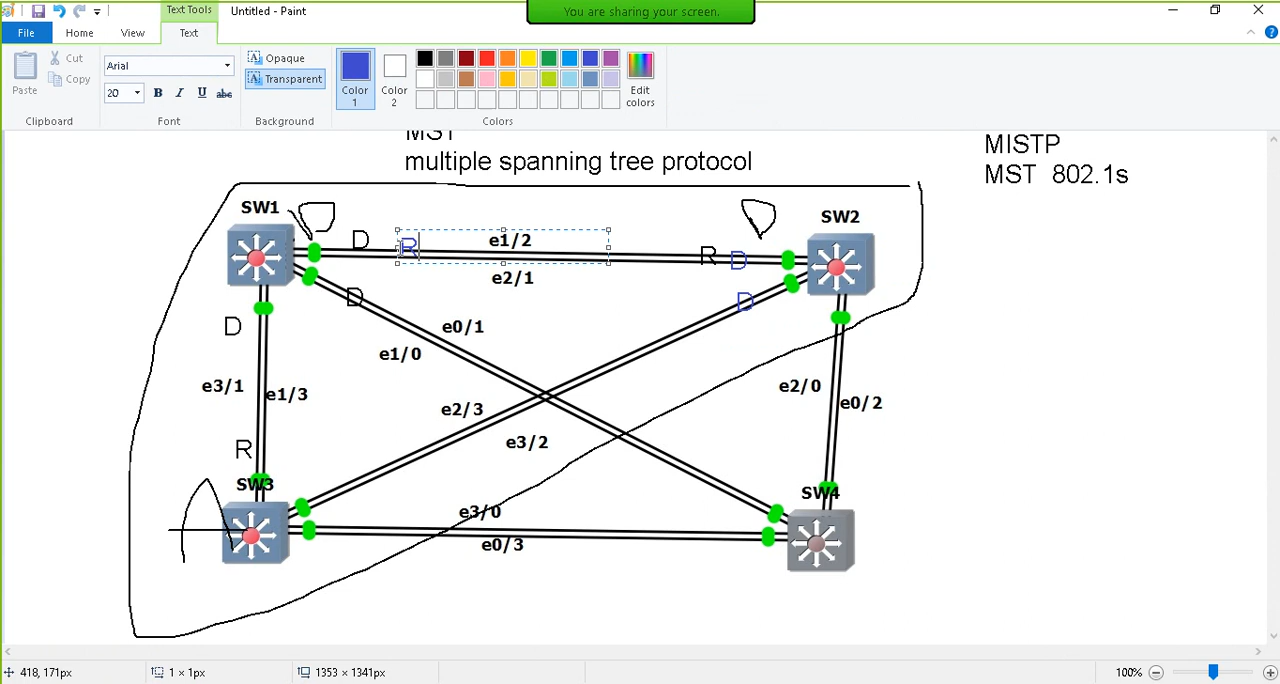 Text Tools
Untitled - Paint
You are sharing your screen.
File
Home
View
Text
Paste
Cut
Copy
Clipboard
Arial
20
B I U abc
Font
Opaque
Transparent
Background
Color 1
Color 2
Edit colors
Colors
MST
multiple spanning tree protocol
MISTP
MST 802.1s
SW1
SW2
D
R
e1/2
R
D
e2/1
D
D
D
e0/1
e1/0
e3/1
e1/3
e2/0
e0/2
e2/3
e3/2
R
SW3
SW4
e3/0
e0/3
418, 171px
1 × 1px
1353 × 1341px
100%